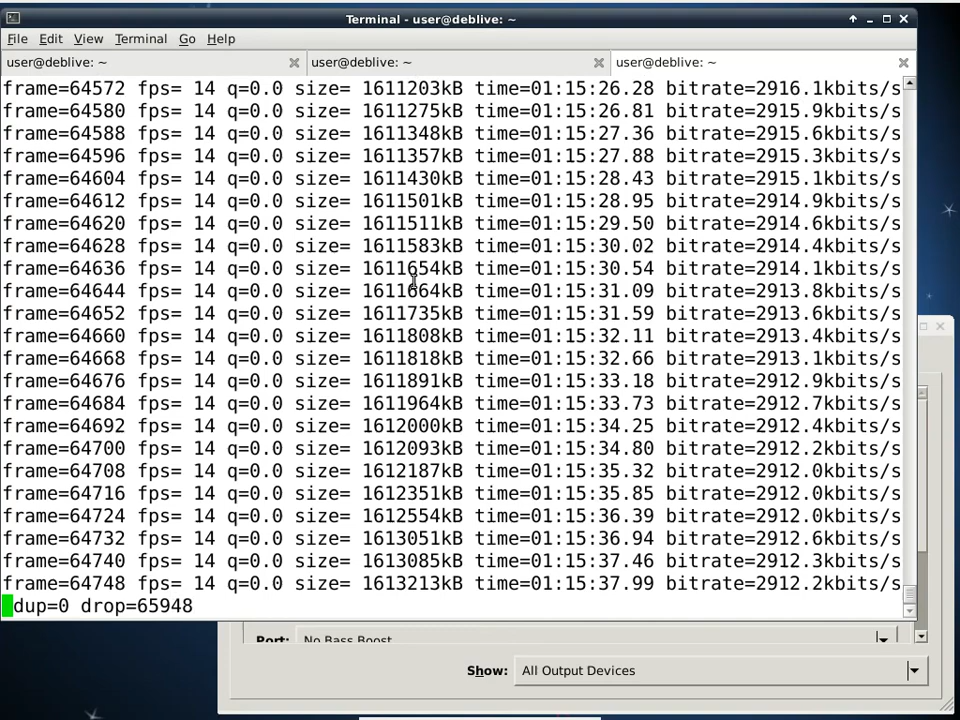 Terminal - user@deblive: ~
File Edit View Terminal Go Help
user@deblive: ~ user@deblive: ~ user@deblive: ~
frame=64572 fps= 14 q=0.0 size= 1611203kB time=01:15:26.28 bitrate=2916.1kbits/s
frame=64580 fps= 14 q=0.0 size= 1611275kB time=01:15:26.81 bitrate=2915.9kbits/s
frame=64588 fps= 14 q=0.0 size= 1611348kB time=01:15:27.36 bitrate=2915.6kbits/s
frame=64596 fps= 14 q=0.0 size= 1611357kB time=01:15:27.88 bitrate=2915.3kbits/s
frame=64604 fps= 14 q=0.0 size= 1611430kB time=01:15:28.43 bitrate=2915.1kbits/s
frame=64612 fps= 14 q=0.0 size= 1611501kB time=01:15:28.95 bitrate=2914.9kbits/s
frame=64620 fps= 14 q=0.0 size= 1611511kB time=01:15:29.50 bitrate=2914.6kbits/s
frame=64628 fps= 14 q=0.0 size= 1611583kB time=01:15:30.02 bitrate=2914.4kbits/s
frame=64636 fps= 14 q=0.0 size= 1611654kB time=01:15:30.54 bitrate=2914.1kbits/s
frame=64644 fps= 14 q=0.0 size= 1611664kB time=01:15:31.09 bitrate=2913.8kbits/s
frame=64652 fps= 14 q=0.0 size= 1611735kB time=01:15:31.59 bitrate=2913.6kbits/s
frame=64660 fps= 14 q=0.0 size= 1611808kB time=01:15:32.11 bitrate=2913.4kbits/s
frame=64668 fps= 14 q=0.0 size= 1611818kB time=01:15:32.66 bitrate=2913.1kbits/s
frame=64676 fps= 14 q=0.0 size= 1611891kB time=01:15:33.18 bitrate=2912.9kbits/s
frame=64684 fps= 14 q=0.0 size= 1611964kB time=01:15:33.73 bitrate=2912.7kbits/s
frame=64692 fps= 14 q=0.0 size= 1612000kB time=01:15:34.25 bitrate=2912.4kbits/s
frame=64700 fps= 14 q=0.0 size= 1612093kB time=01:15:34.80 bitrate=2912.2kbits/s
frame=64708 fps= 14 q=0.0 size= 1612187kB time=01:15:35.32 bitrate=2912.0kbits/s
frame=64716 fps= 14 q=0.0 size= 1612351kB time=01:15:35.85 bitrate=2912.0kbits/s
frame=64724 fps= 14 q=0.0 size= 1612554kB time=01:15:36.39 bitrate=2912.0kbits/s
frame=64732 fps= 14 q=0.0 size= 1613051kB time=01:15:36.94 bitrate=2912.6kbits/s
frame=64740 fps= 14 q=0.0 size= 1613085kB time=01:15:37.46 bitrate=2912.3kbits/s
frame=64748 fps= 14 q=0.0 size= 1613213kB time=01:15:37.99 bitrate=2912.2kbits/s
dup=0 drop=65948
Port: No Bass Boost
Show: All Output Devices